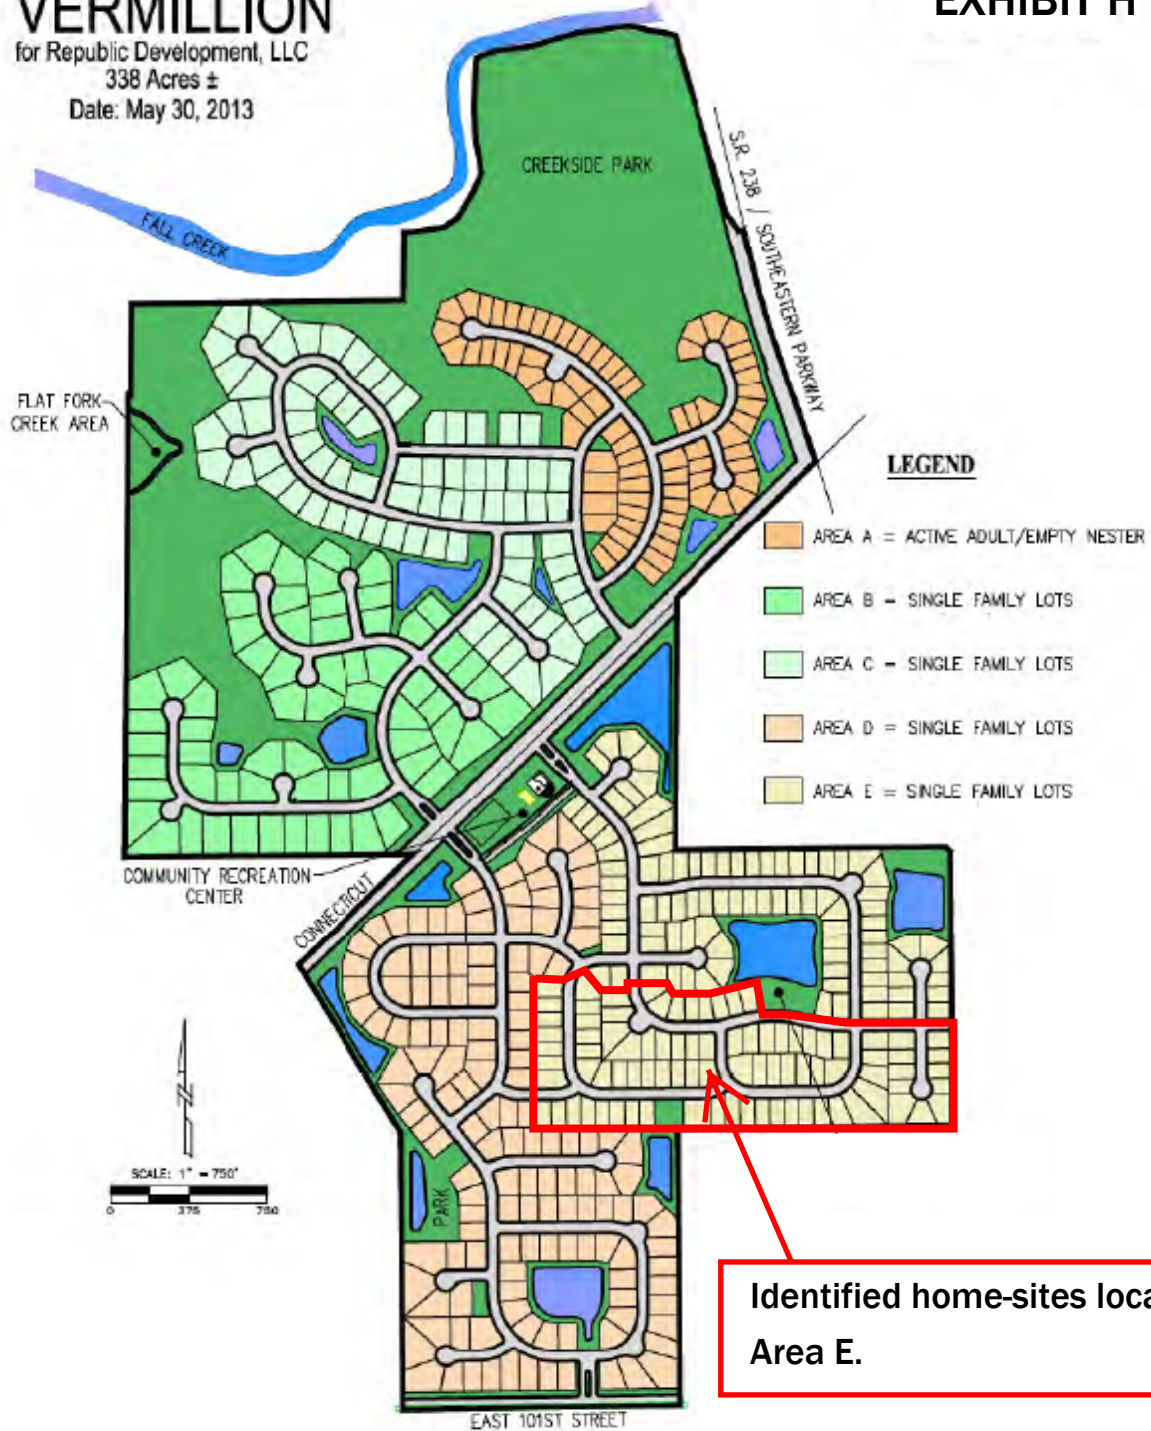 VERMILLION
for Republic Development, LLC
338 Acres ±
Date: May 30, 2013
EXHIBIT H
CREEKSIDE PARK
S.R. 238 / SOUTHEASTERN PARKWAY
FALL CREEK
FLAT FORK
CREEK AREA
LEGEND
AREA A = ACTIVE ADULT/EMPTY NESTER
AREA B = SINGLE FAMILY LOTS
AREA C = SINGLE FAMILY LOTS
AREA D = SINGLE FAMILY LOTS
AREA E = SINGLE FAMILY LOTS
COMMUNITY RECREATION
CENTER
CONNECTICUT
N
SCALE: 1" = 750'
0 375 750
PARK
Identified home-sites loca
Area E.
EAST 101ST STREET